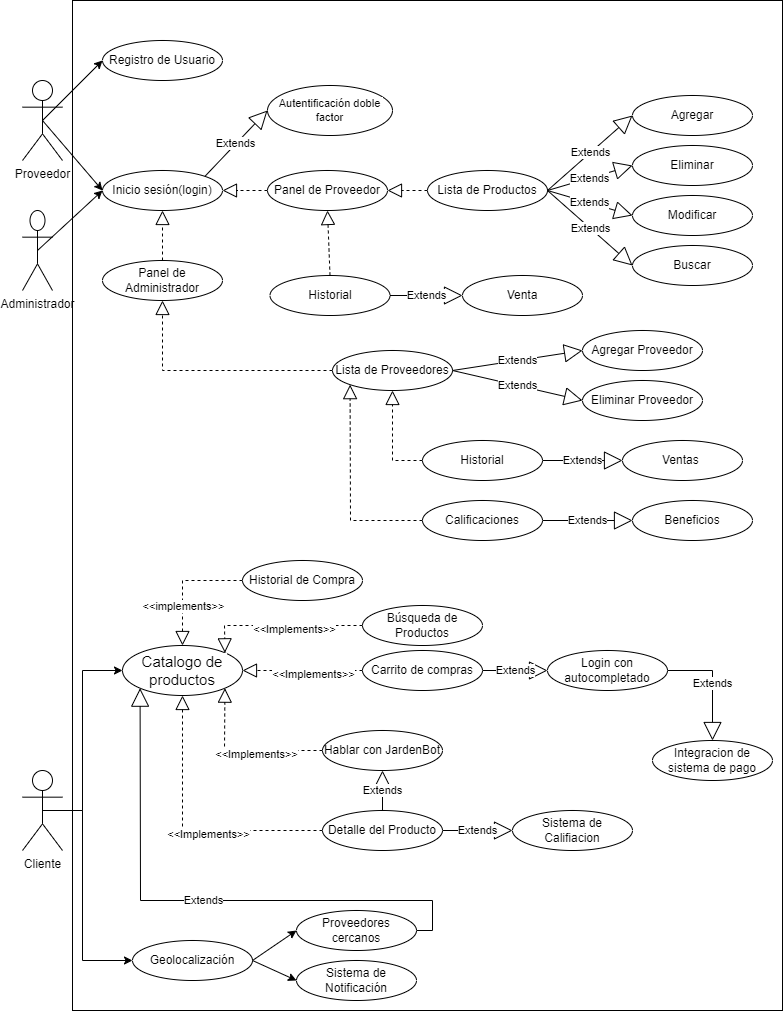 Registro de Usuario
Autentificación doble
factor
Agregar
Extends
Extends
Proveedor
Eliminar
Extends
Inicio sesión(login)
Panel de Proveedor
Lista de Productos
Extends
Modificar
Extends
Buscar
Panel de
Administrador
Administrador
Historial
Extends
Venta
Agregar Proveedor
Extends
Lista de Proveedores
Extends
Eliminar Proveedor
Historial
Extends
Ventas
Calificaciones
Extends
Beneficios
Historial de Compra
<<implements>>
Búsqueda de
Productos
<<Implements>>
Catalogo de
productos
<<Implements>>
Carrito de compras
Extends
Login con
autocompletado
Extends
Hablar con JardenBot
<<Implements>>
Integracion de
sistema de pago
Extends
Detalle del Producto
<<Implements>>
Extends
Sistema de
Califiacion
Cliente
Extends
Proveedores
cercanos
Geolocalización
Sistema de
Notificación